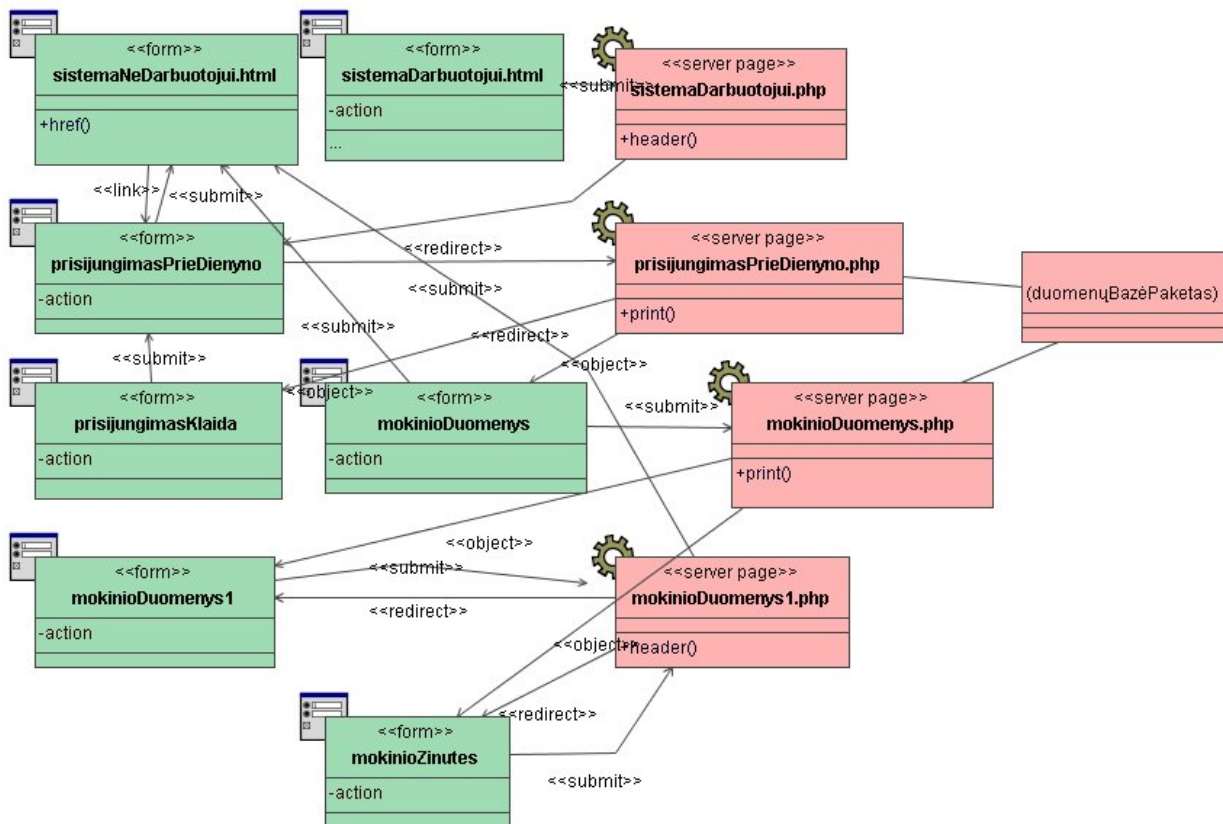 <<form>>
sistemaNeDarbuotojui.html
+href()
<<form>>
sistemaDarbuotojui.html
-action
...
<<submit>>
<<server page>>
sistemaDarbuotojui.php
+header()
<<link>>
<<submit>>
<<form>>
prisijungimasPrieDienyno
-action
<<redirect>>
<<submit>>
<<server page>>
prisijungimasPrieDienyno.php
+print()
(duomenųBazėPaketas)
<<submit>>
<<redirect>>
<<submit>>
<<object>>
<<object>>
<<form>>
prisijungimasKlaida
-action
<<form>>
mokinioDuomenys
-action
<<submit>>
<<server page>>
mokinioDuomenys.php
+print()
<<object>>
<<form>>
mokinioDuomenys1
-action
<<submit>>
<<redirect>>
<<server page>>
mokinioDuomenys1.php
+header()
<<object>>
<<redirect>>
<<form>>
mokinioZinutes
-action
<<submit>>